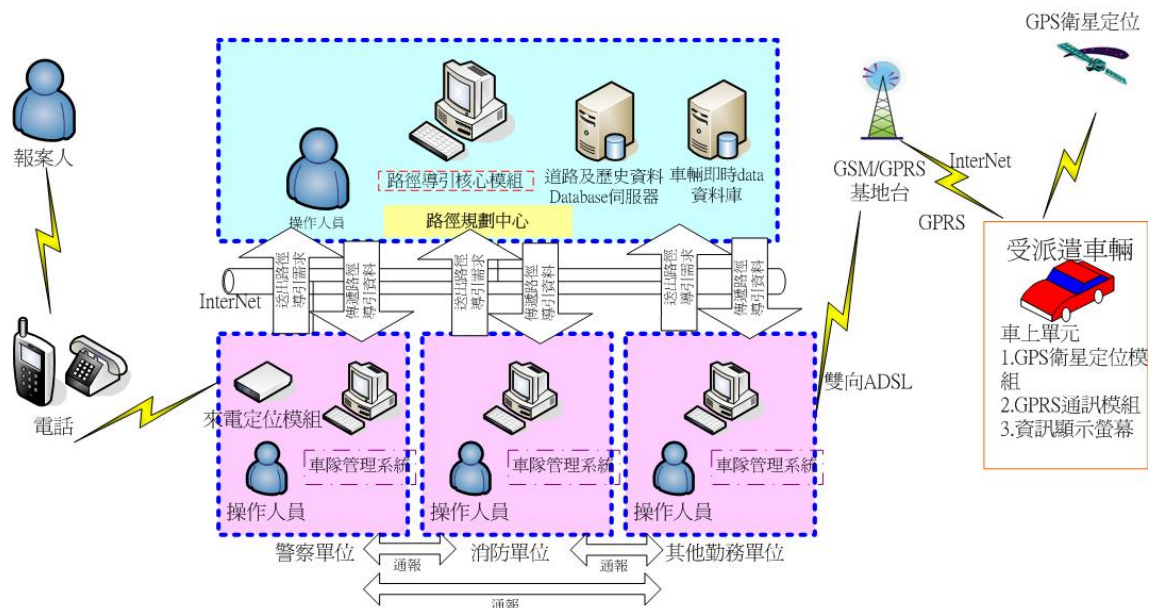 GPS衛星定位
報案人
操作人員
路徑導引核心模組
道路及歷史資料
Database伺服器
車輛即時data
資料庫
路徑規劃中心
GSM/GPRS
基地台
InterNet
GPRS
InterNet
送出路徑
導引需求
傳遞路徑
導引資料
送出路徑
導引需求
傳遞路徑
導引資料
送出路徑
導引需求
傳遞路徑
導引資料
受派遣車輛
車上單元
1.GPS衛星定位模
組
2.GPRS通訊模組
3.資訊顯示螢幕
電話
來電定位模組
雙向ADSL
車隊管理系統
車隊管理系統
車隊管理系統
操作人員
操作人員
操作人員
警察單位
消防單位
其他勤務單位
通報
通報
通報